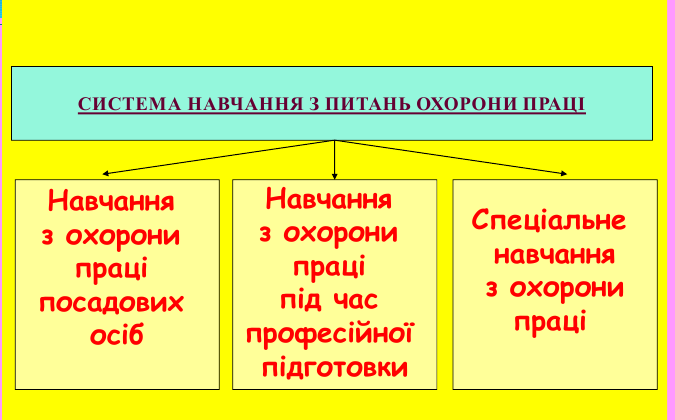 СИСТЕМА НАВЧАННЯ З ПИТАНЬ ОХОРОНИ ПРАЦІ
Навчання
з охорони
праці
посадових
осіб
Навчання
з охорони
праці
під час
професійної
підготовки
Спеціальне
навчання
з охорони
праці